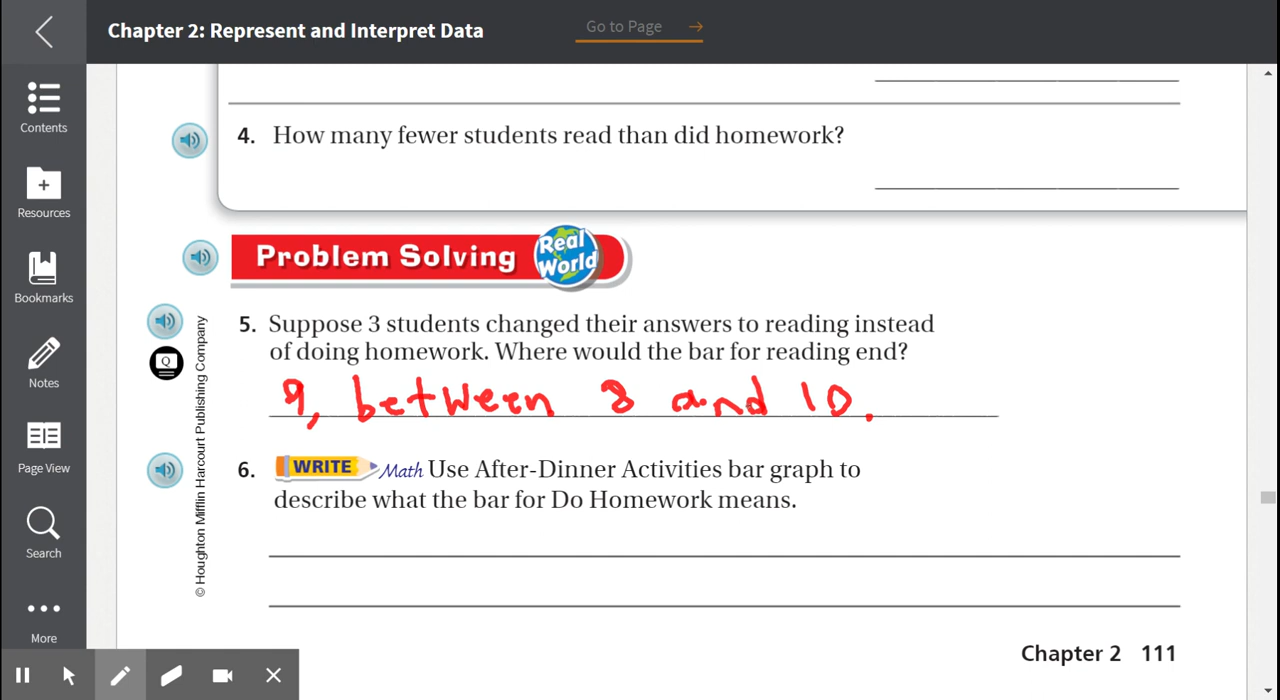 Chapter 2: Represent and Interpret Data
Go to Page →
Contents
Resources
Bookmarks
Notes
Page View
Search
More
4. How many fewer students read than did homework?
Problem Solving
Real World
5. Suppose 3 students changed their answers to reading instead
of doing homework. Where would the bar for reading end?
9, between 8 and 10.
6. WRITE Math Use After-Dinner Activities bar graph to
describe what the bar for Do Homework means.
© Houghton Mifflin Harcourt Publishing Company
Q
Chapter 2 111